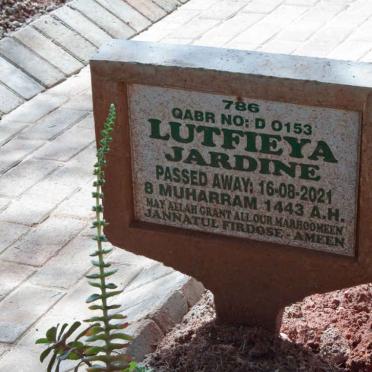 786
QABR NO: D 0153
LUTFIEYA
JARDINE
PASSED AWAY: 16-08-2021
8 MUHARRAM 1443 A.H.
MAY ALLAH GRANT ALL OUR MARHOOMEEN
JANNATUL FIRDOSE, AMEEN